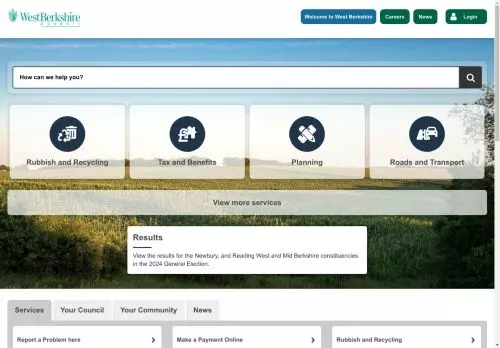 West Berkshire
COUNCIL
Welcome to West Berkshire
Careers
News
Login
How can we help you?
Rubbish and Recycling
Tax and Benefits
Planning
Roads and Transport
View more services
Results
View the results for the Newbury, and Reading West and Mid Berkshire constituencies
in the 2024 General Election.
Services
Your Council
Your Community
News
Report a Problem here
Make a Payment Online
Rubbish and Recycling